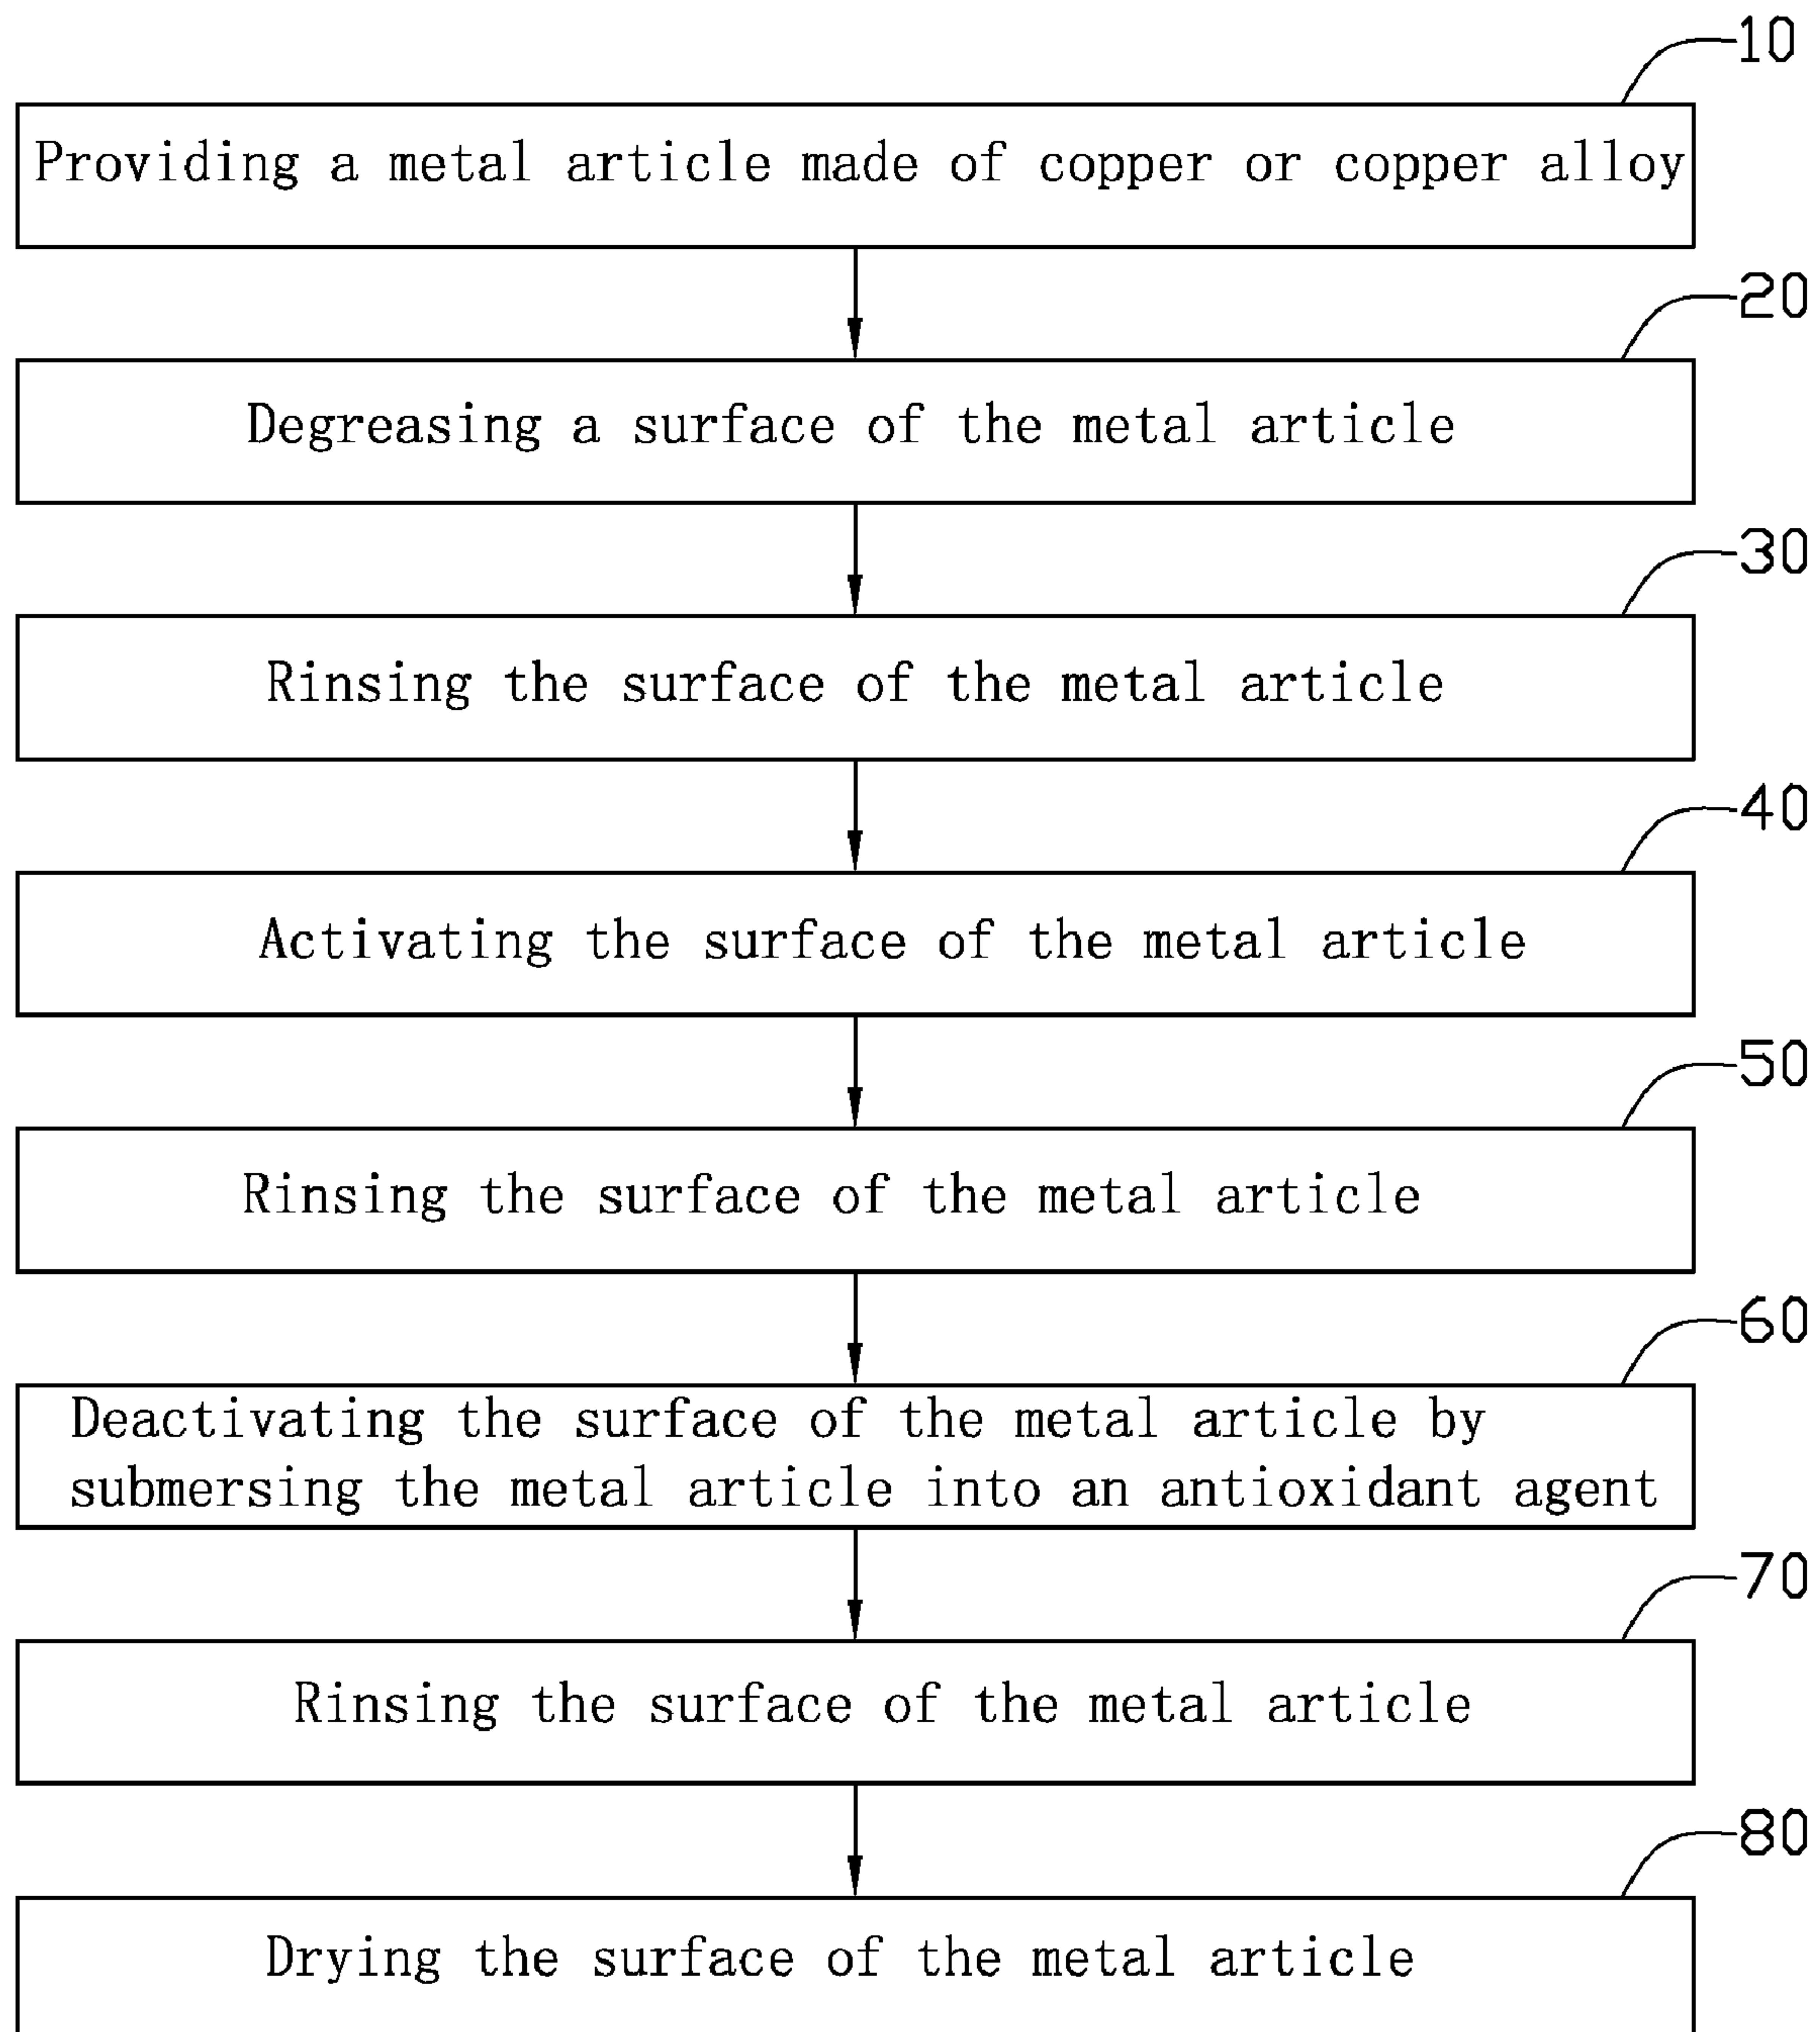 10
Providing a metal article made of copper or copper alloy
20
Degreasing a surface of the metal article
30
Rinsing the surface of the metal article
40
Activating the surface of the metal article
50
Rinsing the surface of the metal article
60
Deactivating the surface of the metal article by
submersing the metal article into an antioxidant agent
70
Rinsing the surface of the metal article
80
Drying the surface of the metal article